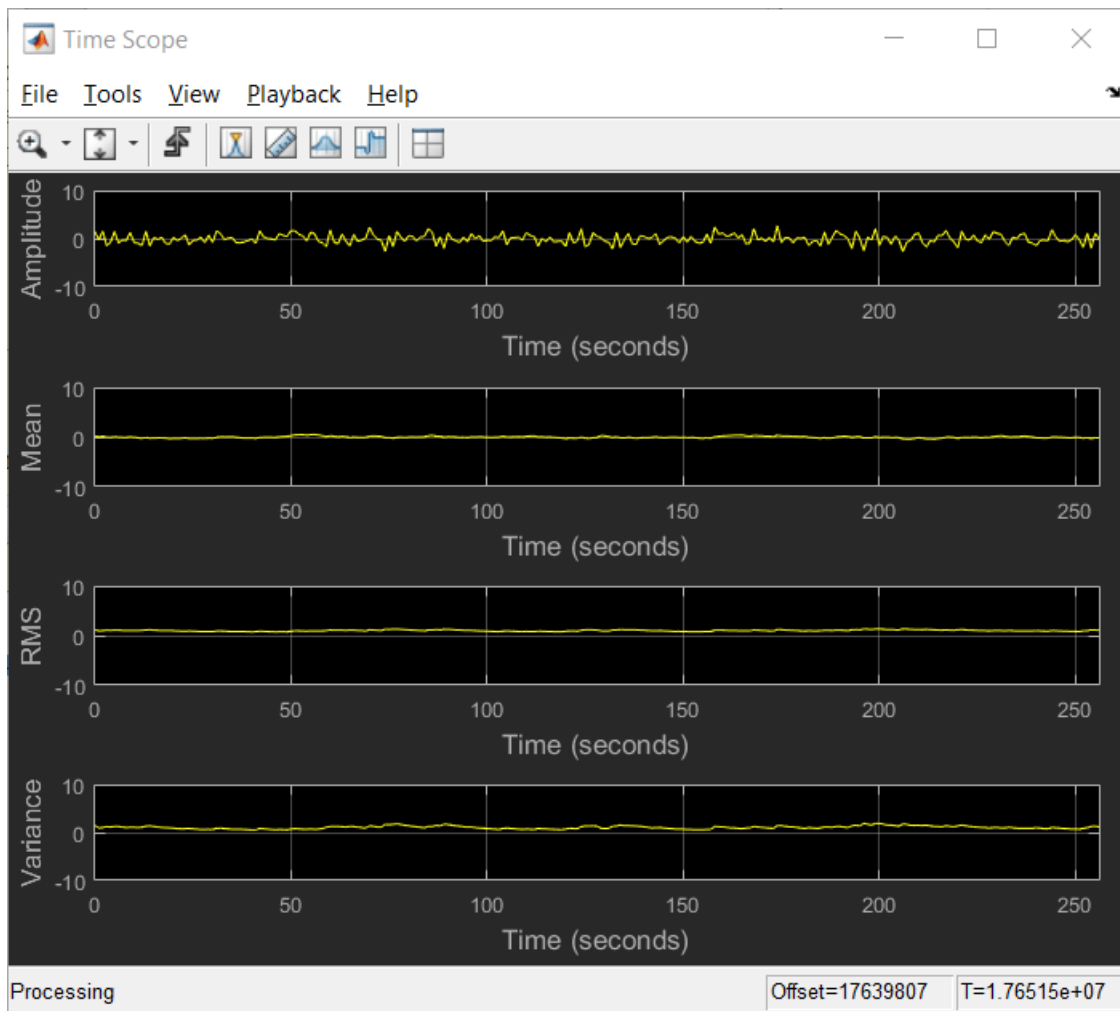 Time Scope
File Tools View Playback Help
Amplitude
10
0
-10
0 50 100 150 200 250
Time (seconds)
Mean
10
0
-10
0 50 100 150 200 250
Time (seconds)
RMS
10
0
-10
0 50 100 150 200 250
Time (seconds)
Variance
10
0
-10
0 50 100 150 200 250
Time (seconds)
Processing Offset=17639807 T=1.76515e+07